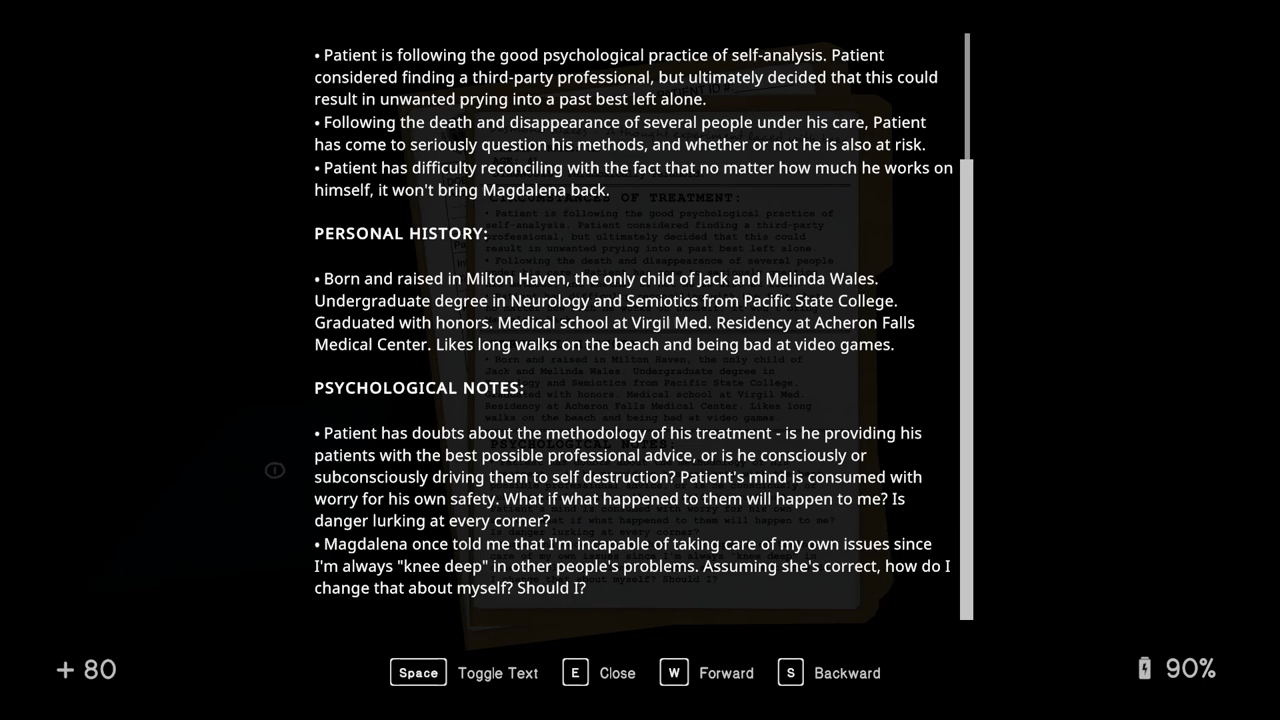 • Patient is following the good psychological practice of self-analysis. Patient
considered finding a third-party professional, but ultimately decided that this could
result in unwanted prying into a past best left alone.
• Following the death and disappearance of several people under his care, Patient
has come to seriously question his methods, and whether or not he is also at risk.
• Patient has difficulty reconciling with the fact that no matter how much he works on
himself, it won't bring Magdalena back.
PERSONAL HISTORY:
• Born and raised in Milton Haven, the only child of Jack and Melinda Wales.
Undergraduate degree in Neurology and Semiotics from Pacific State College.
Graduated with honors. Medical school at Virgil Med. Residency at Acheron Falls
Medical Center. Likes long walks on the beach and being bad at video games.
PSYCHOLOGICAL NOTES:
• Patient has doubts about the methodology of his treatment - is he providing his
patients with the best possible professional advice, or is he consciously or
subconsciously driving them to self destruction? Patient's mind is consumed with
worry for his own safety. What if what happened to them will happen to me? Is
danger lurking at every corner?
• Magdalena once told me that I'm incapable of taking care of my own issues since
I'm always "knee deep" in other people's problems. Assuming she's correct, how do I
change that about myself? Should I?
+ 80
Space Toggle Text E Close W Forward S Backward
90%